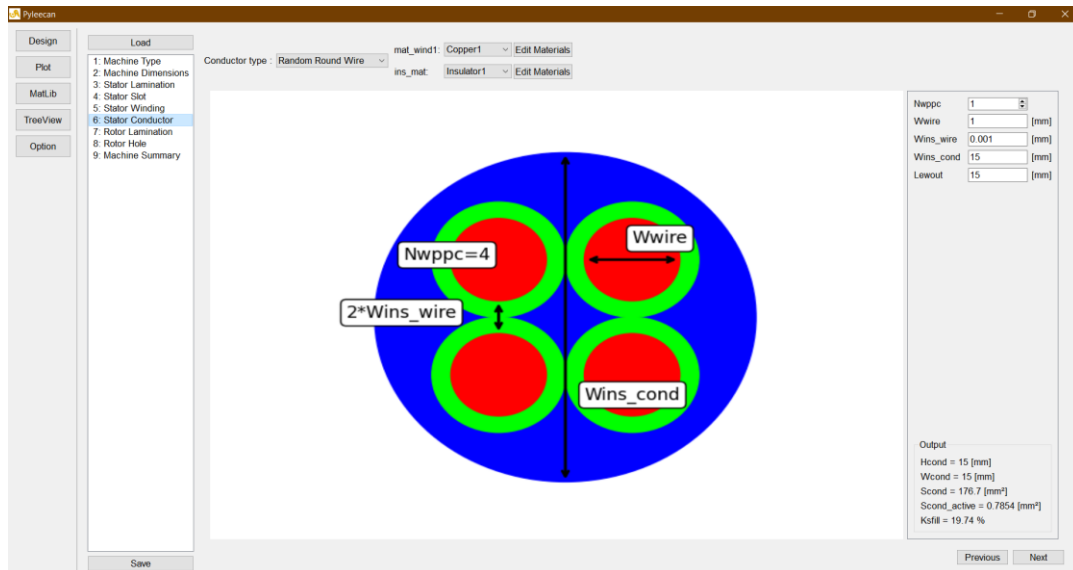 Pyleecan
Design
Plot
MatLib
TreeView
Option
Load
1: Machine Type
2: Machine Dimensions
3: Stator Lamination
4: Stator Slot
5: Stator Winding
6: Stator Conductor
7: Rotor Lamination
8: Rotor Hole
9: Machine Summary
Save
Conductor type : Random Round Wire
mat_wind1: Copper1 Edit Materials
ins_mat: Insulator1 Edit Materials
Nwppc=4
Wwire
2*Wins_wire
Wins_cond
Nwppc 1
Wwire 1 [mm]
Wins_wire 0.001 [mm]
Wins_cond 15 [mm]
Lewout 15 [mm]
Output
Hcond = 15 [mm]
Wcond = 15 [mm]
Scond = 176.7 [mm²]
Scond_active = 0.7854 [mm²]
Ksfill = 19.74 %
Previous Next